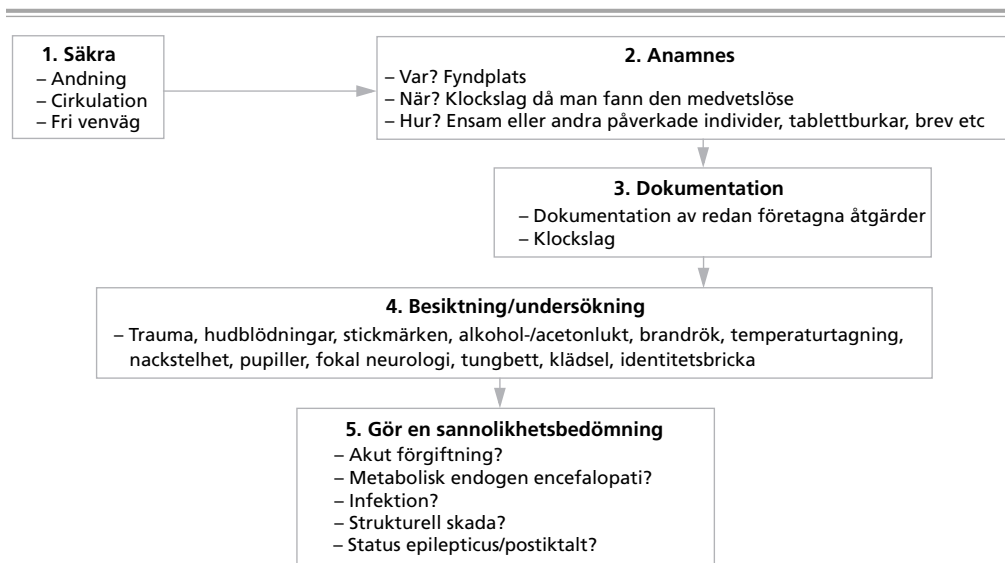 1. Säkra
– Andning
– Cirkulation
– Fri venväg
2. Anamnes
– Var? Fyndplats
– När? Klockslag då man fann den medvetslöse
– Hur? Ensam eller andra påverkade individer, tablettburkar, brev etc
3. Dokumentation
– Dokumentation av redan företagna åtgärder
– Klockslag
4. Besiktning/undersökning
– Trauma, hudblödningar, stickmärken, alkohol-/acetonlukt, brandrök, temperaturtagning,
nackstelhet, pupiller, fokal neurologi, tungbett, klädsel, identitetsbricka
5. Gör en sannolikhetsbedömning
– Akut förgiftning?
– Metabolisk endogen encefalopati?
– Infektion?
– Strukturell skada?
– Status epilepticus/postiktalt?